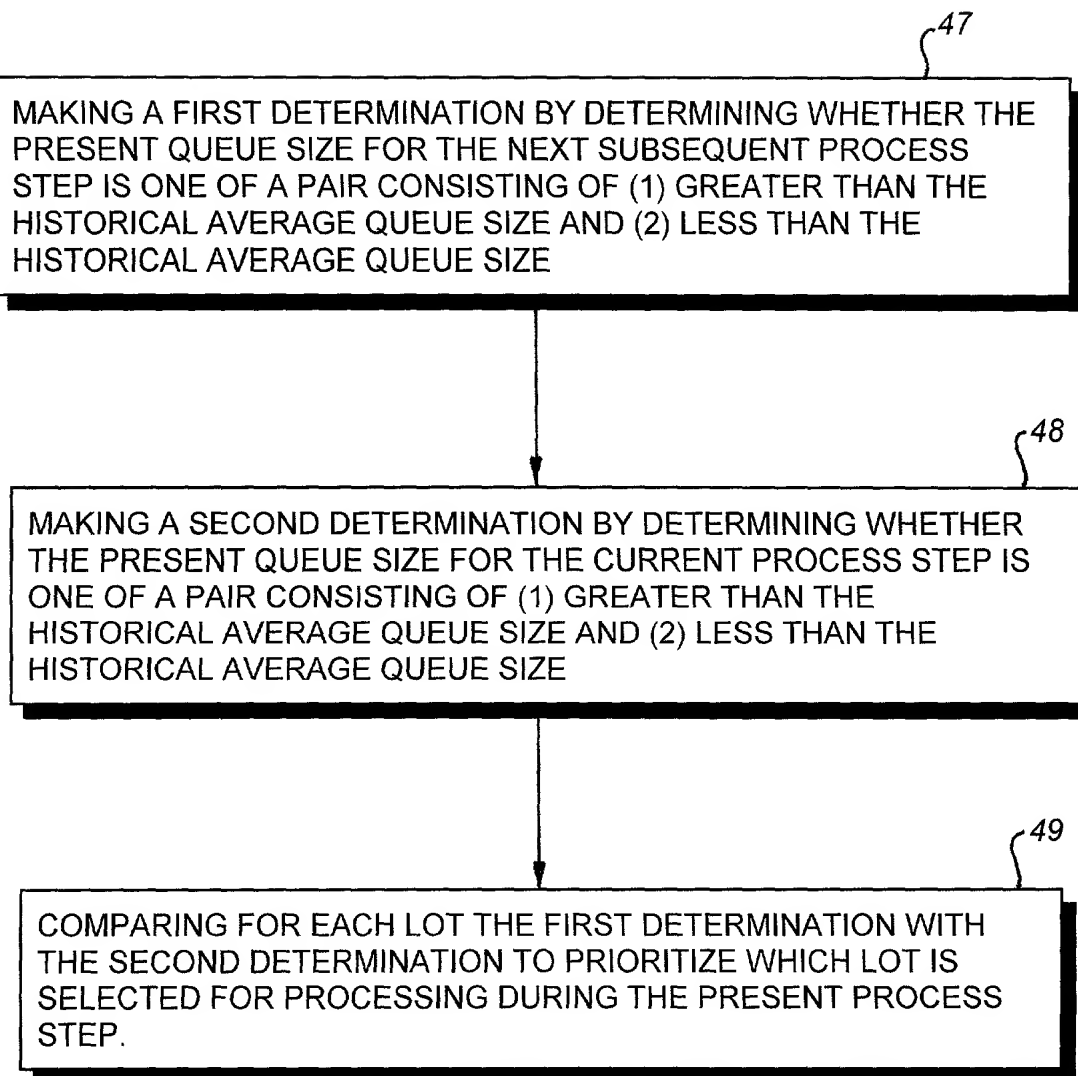 47
MAKING A FIRST DETERMINATION BY DETERMINING WHETHER THE
PRESENT QUEUE SIZE FOR THE NEXT SUBSEQUENT PROCESS
STEP IS ONE OF A PAIR CONSISTING OF (1) GREATER THAN THE
HISTORICAL AVERAGE QUEUE SIZE AND (2) LESS THAN THE
HISTORICAL AVERAGE QUEUE SIZE
48
MAKING A SECOND DETERMINATION BY DETERMINING WHETHER
THE PRESENT QUEUE SIZE FOR THE CURRENT PROCESS STEP IS
ONE OF A PAIR CONSISTING OF (1) GREATER THAN THE
HISTORICAL AVERAGE QUEUE SIZE AND (2) LESS THAN THE
HISTORICAL AVERAGE QUEUE SIZE
49
COMPARING FOR EACH LOT THE FIRST DETERMINATION WITH
THE SECOND DETERMINATION TO PRIORITIZE WHICH LOT IS
SELECTED FOR PROCESSING DURING THE PRESENT PROCESS
STEP.